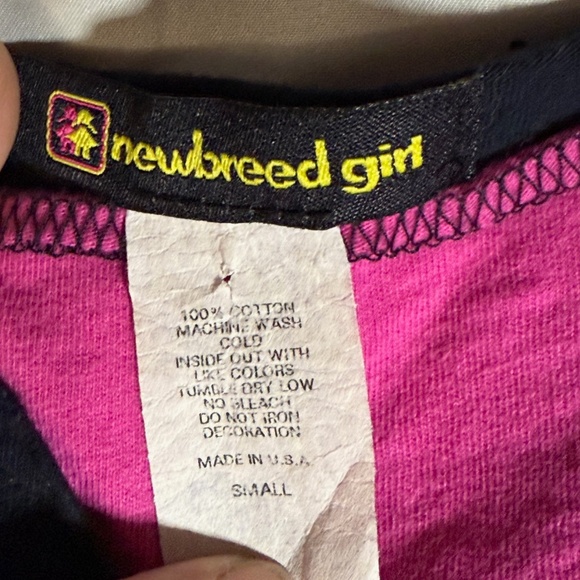 newbreed girl
100% COTTON
MACHINE WASH
COLD
INSIDE OUT WITH
LIKE COLORS
TUMBLE DRY LOW
NO BLEACH
DO NOT IRON
DECORATION
MADE IN U.S.A.
SMALL